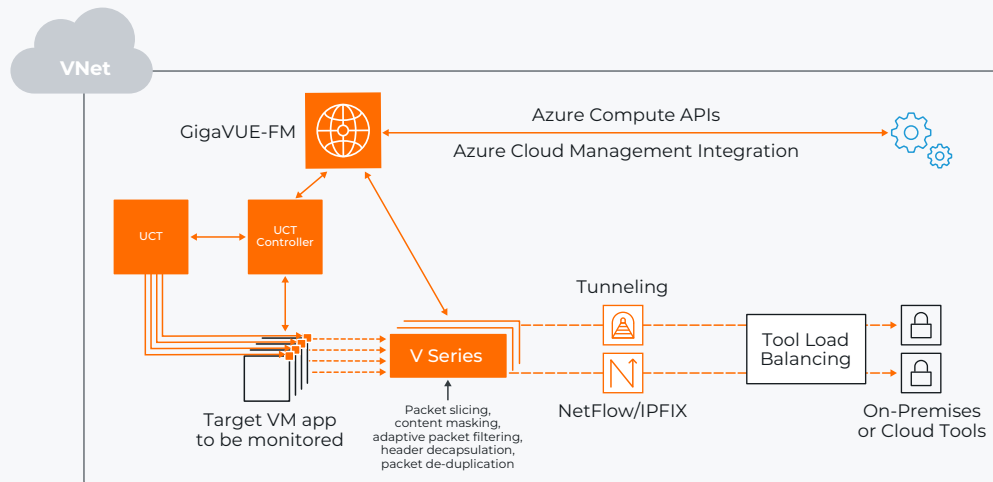 VNet
GigaVUE-FM
Azure Compute APIs
Azure Cloud Management Integration
UCT
UCT
Controller
Tunneling
V Series
Tool Load
Balancing
NetFlow/IPFIX
Target VM app
to be monitored
Packet slicing,
content masking,
adaptive packet filtering,
header decapsulation,
packet de-duplication
On-Premises
or Cloud Tools